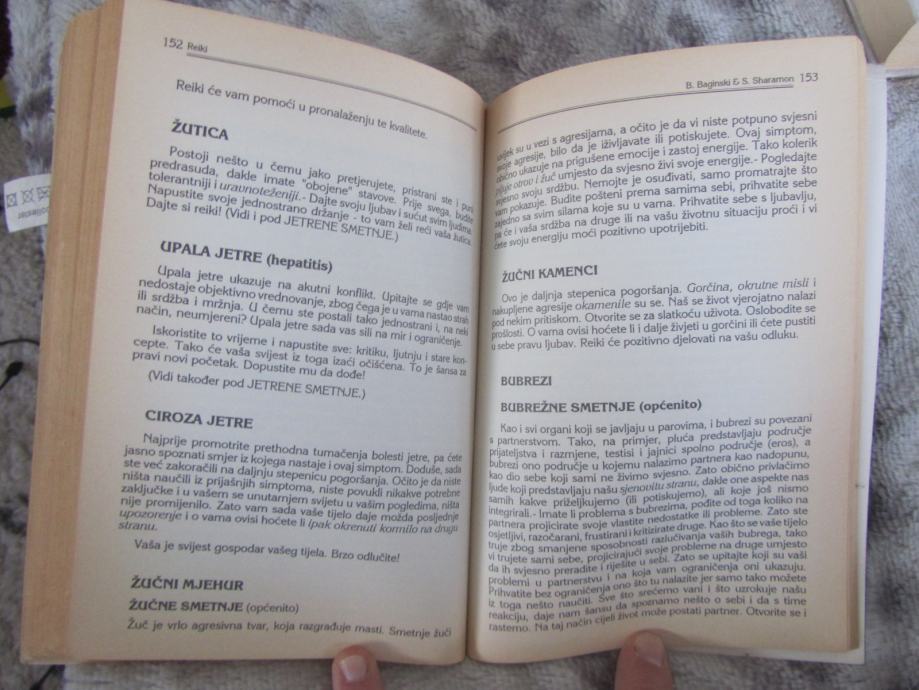 152 Reiki
Reiki će vam pomoći u pronalaženju te kvalitete.
ŽUTICA
Postoji nešto u čemu jako pretjerujete, pristrani ste i puni
predrasuda, dakle imate "obojene" stavove. Prije svega, budite
tolerantniji i uravnoteženiji.- Dajte svoju ljubav i sućut svim ljudima.
Napustite svoje jednostrano držanje - to vam želi reći vaša žutica.
Dajte si reiki! (Vidi i pod JETRENE SMETNJE.)
UPALA JETRE (hepatitis)
Upala jetre ukazuje na akutni konflikt. Upitajte se gdje vam
nedostaje objektivno vrednovanje, zbog čega je u vama nastao strah
ili srdžba i mržnja. U čemu ste postali tako jednostrani i, na neki
način, neumjereni? Upala jetre sada vas sili na mir i ograničenje.
Iskoristite to vrijeme i napustite sve: kritiku, ljutnju i stare kon-
cepte. Tako će vaša svijest iz toga izaći očišćena. To je šansa za
pravi novi početak. Dopustite mu da dođe!
(Vidi također pod JETRENE SMETNJE.)
CIROZA JETRE
Najprije promotrite prethodna tumačenja bolesti jetre, pa ćete
jasno spoznati smjer iz kojega nastaje i ovaj simptom. Doduše, sada
ste već zakoračili na daljnju stepenicu pogoršanja. Očito je da niste
ništa naučili iz prijašnjih simptoma, niste povukli nikakve potrebne
zaključke i u vašem se unutarnjem svijetu u vašim pogledima, ništa
nije promijenilo. Zato vam sada vaše tijelo daje možda posljednje
upozorenje i o vama ovisi hoćete li ipak okrenuti kormilo na drugu
stranu.
Vaša je svijest gospodar vašeg tijela. Brzo odlučite!
ŽUČNI MJEHUR
ŽUČNE SMETNJE (općenito)
Žuč je vrlo agresivna tvar, koja razgrađuje masti. Smetnje žuči
B. Baginski & S. Sharamon 153
su u vezi s agresijama, a očito je da vi niste potpuno svjesni
svoje agresije, bilo da je iživljavate ili potiskujete. Ovaj simptom,
obično ukazuje na prigušene emocije i zastoj energije. Tako kolerik
pljuje otrov i žuč umjesto da svjesno živi svoje energije.- Pogledajte
svjesno svoju srdžbu. Nemojte je osuđivati, samo promatrajte što
vam pokazuje. Budite pošteni prema samima sebi, prihvatite sebe
zajedno sa svim silama koje su u vama. Prihvatite sebe s ljubavlju,
pa će i vaša srdžba na druge ili na vašu životnu situaciju proći i vi
ćete svoju energiju moći pozitivno upotrijebiti.
ŽUČNI KAMENCI
Ovo je daljnja stepenica pogoršanja. Gorčina, okrutne misli i
nakupljene agresije okamenile su se. Naš se život vjerojatno nalazi
pod nekim pritiskom. Otvorite se za slatkoću uživota. Oslobodite se
prošlosti. O vama ovisi hoćete li i dalje živjeti u gorčini ili ćete pustiti
u sebe pravu ljubav. Reiki će pozitivno djelovati na vašu odluku.
BUBREZI
BUBREŽNE SMETNJE (općenito)
Kao i svi organi koji se javljaju u parovima, i bubrezi su povezani
s partnerstvom. Tako, na primjer, pluća predstavljaju područje
prijateljstva i razmjene, testisi i jajnici spolno područje (eros), a
bubrezi ono područje u kojemu nalazimo partnera kao nadopunu,
kao dio sebe koji sami ne živimo svjesno. Zato obično privlačimo
ljude koji predstavljaju našu sjenovitu stranu, dakle one aspekte nas
samih kakve priželjkujemo (ili potiskujemo), ali koje još nismo
integrirali.- Imate li problema s bubrezima, pođite od toga koliko na
partnera projicirate svoje vlastite nedostatke ili probleme. Zato ste
osjetljivi, razočarani, frustrirani i kritizirate druge. Kao što se vaše tijelo
truje zbog smanjene sposobnosti razlučivanja vaših bubrega, tako
vi trujete sami sebe, projicirajući svoje probleme na druge umjesto
da ih svjesno preradite i riješite u sebi. Zato se upitajte koji su vaši
problemi u partnerstvu i na koja vam ograničenja oni ukazuju.
Prihvatite bez ograničenja ono što tu nalazite jer samo tako možete
iz toga nešto naučiti. Sve što srećemo vani i što uzrokuje našu
reakciju, daje nam šansu da spoznamo nešto o sebi i da s time
rastemo. Na taj način cijeli život može postati partner. Otvorite se i